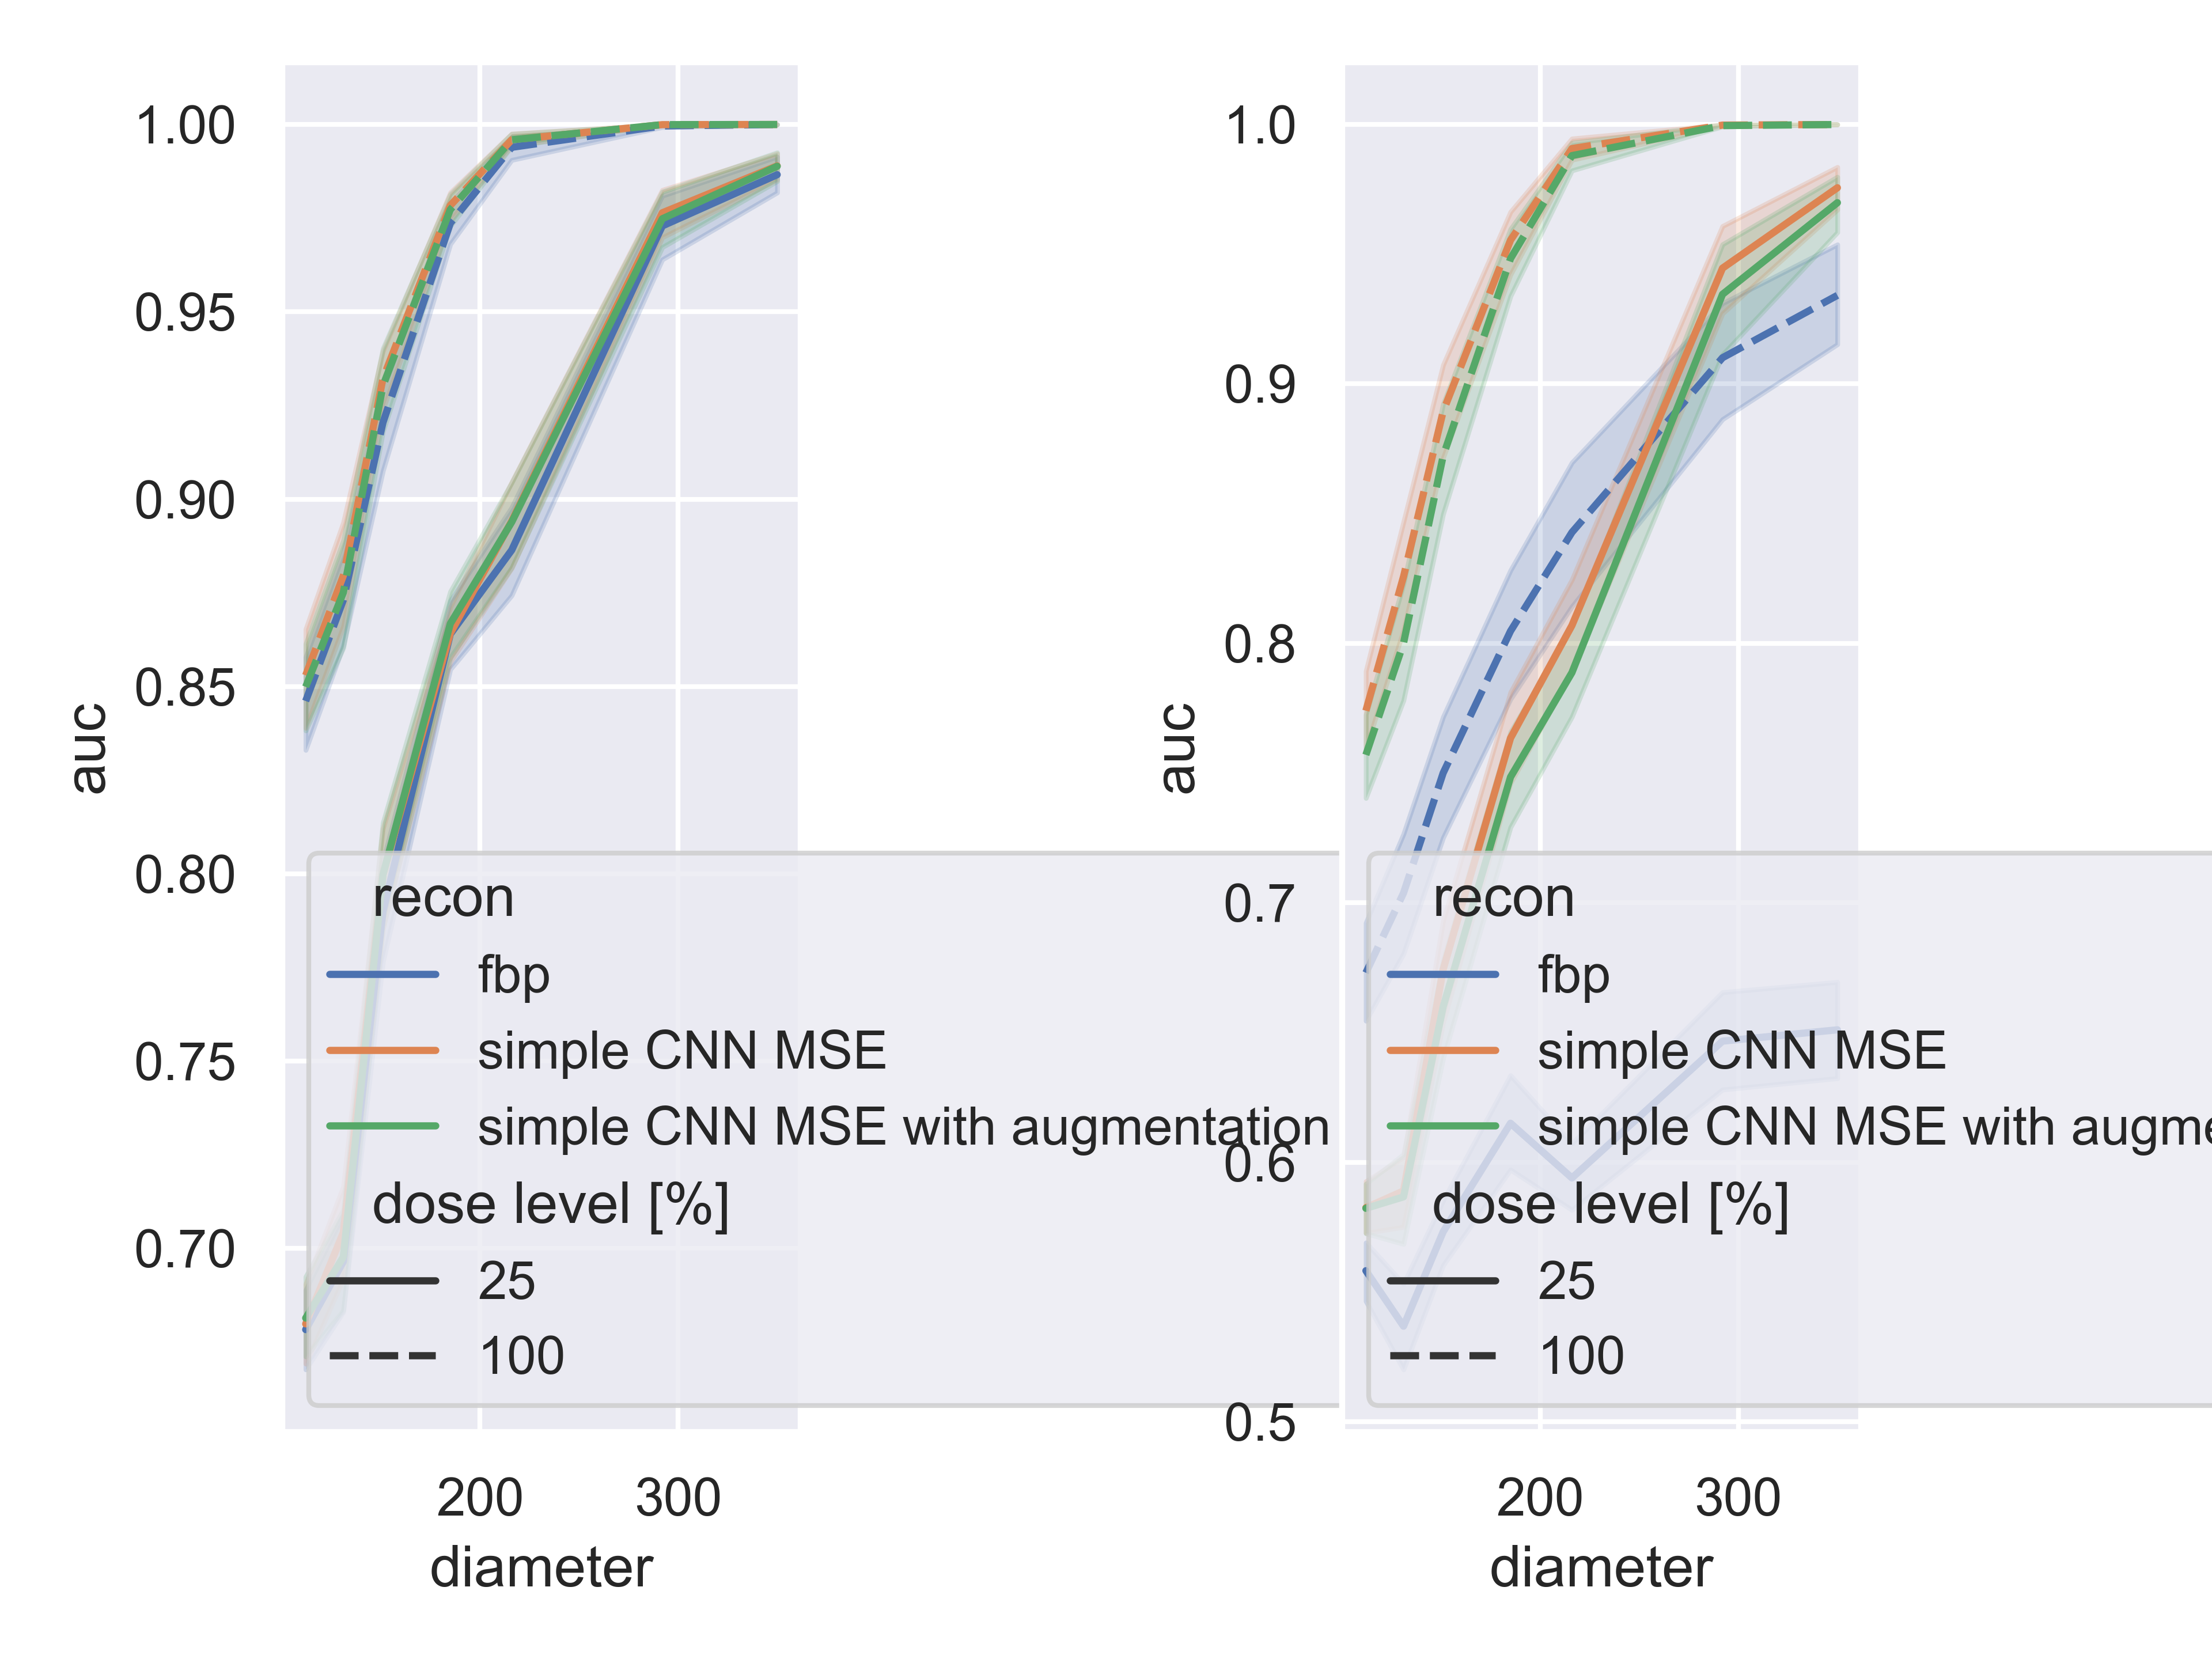 1.00
0.95
0.90
0.85
0.80
0.75
0.70
auc
recon
fbp
simple CNN MSE
simple CNN MSE with augmentation
dose level [%]
25
100
200
300
diameter
1.0
0.9
0.8
0.7
0.6
0.5
auc
recon
fbp
simple CNN MSE
simple CNN MSE with augme
dose level [%]
25
100
200
300
diameter